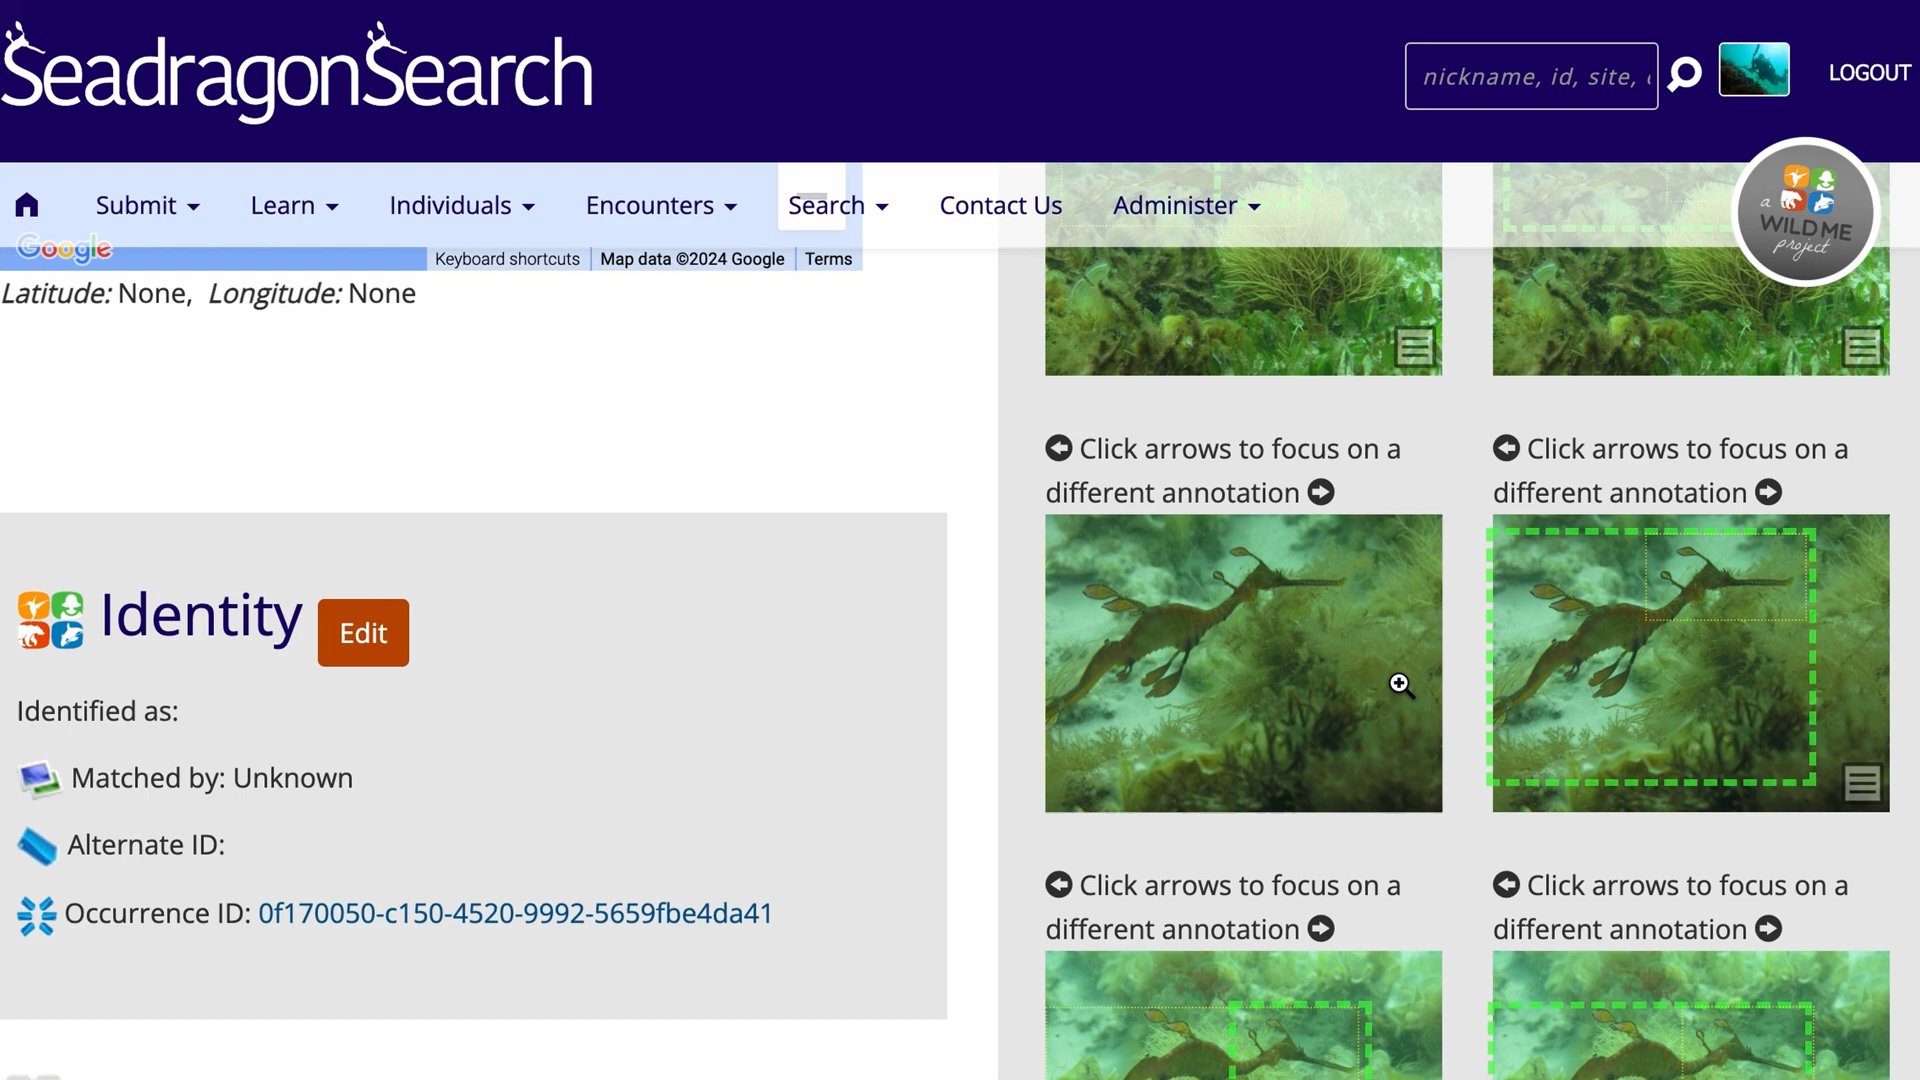 SeadragonSearch
nickname, id, site,
LOGOUT
Submit
Learn
Individuals
Encounters
Search
Contact Us
Administer
a
WILD ME
project
Google
Keyboard shortcuts
Map data ©2024 Google
Terms
Latitude: None, Longitude: None
Click arrows to focus on a
different annotation
Click arrows to focus on a
different annotation
Identity
Edit
Identified as:
Matched by: Unknown
Alternate ID:
Occurrence ID: 0f170050-c150-4520-9992-5659fbe4da41
Click arrows to focus on a
different annotation
Click arrows to focus on a
different annotation